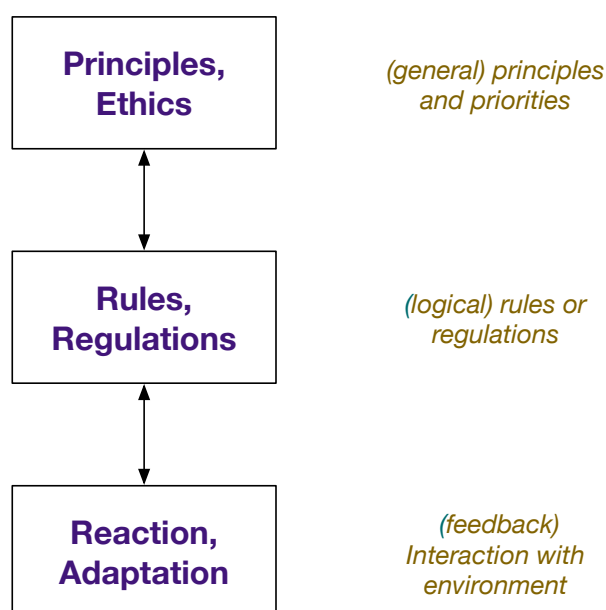 Principles,
Ethics
(general) principles
and priorities
Rules,
Regulations
(logical) rules or
regulations
Reaction,
Adaptation
(feedback)
Interaction with
environment